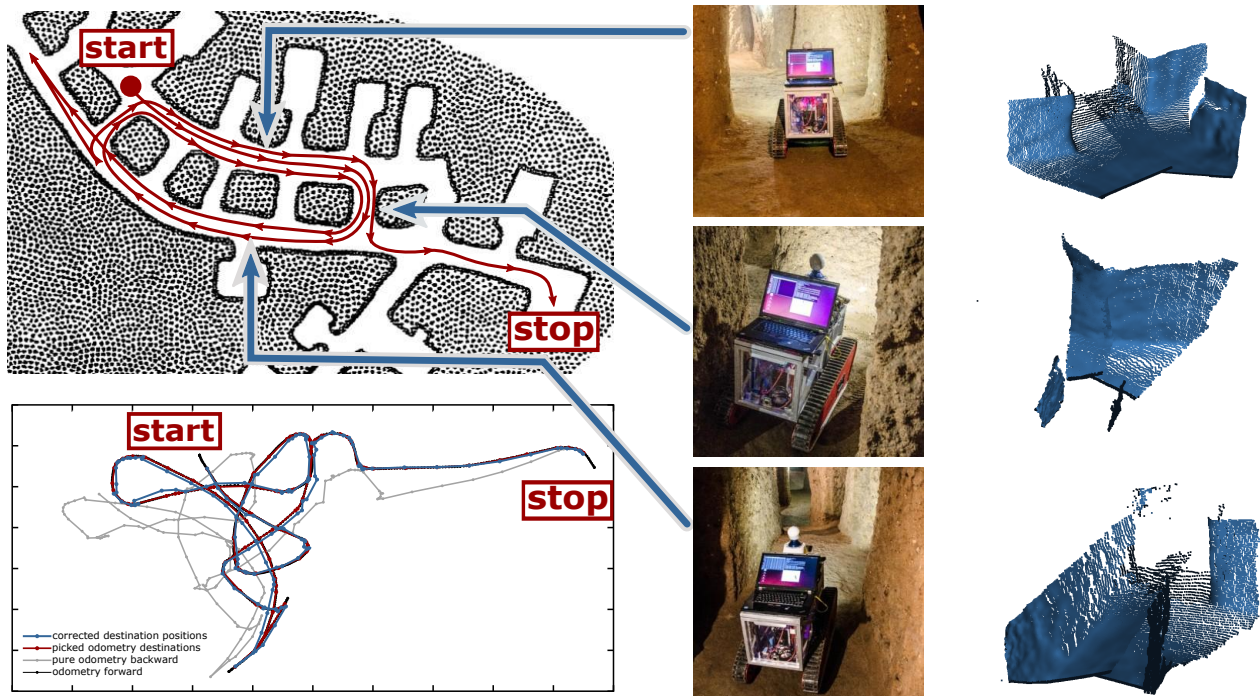 start
stop
start
stop
corrected destination positions
picked odometry destinations
pure odometry backward
odometry forward